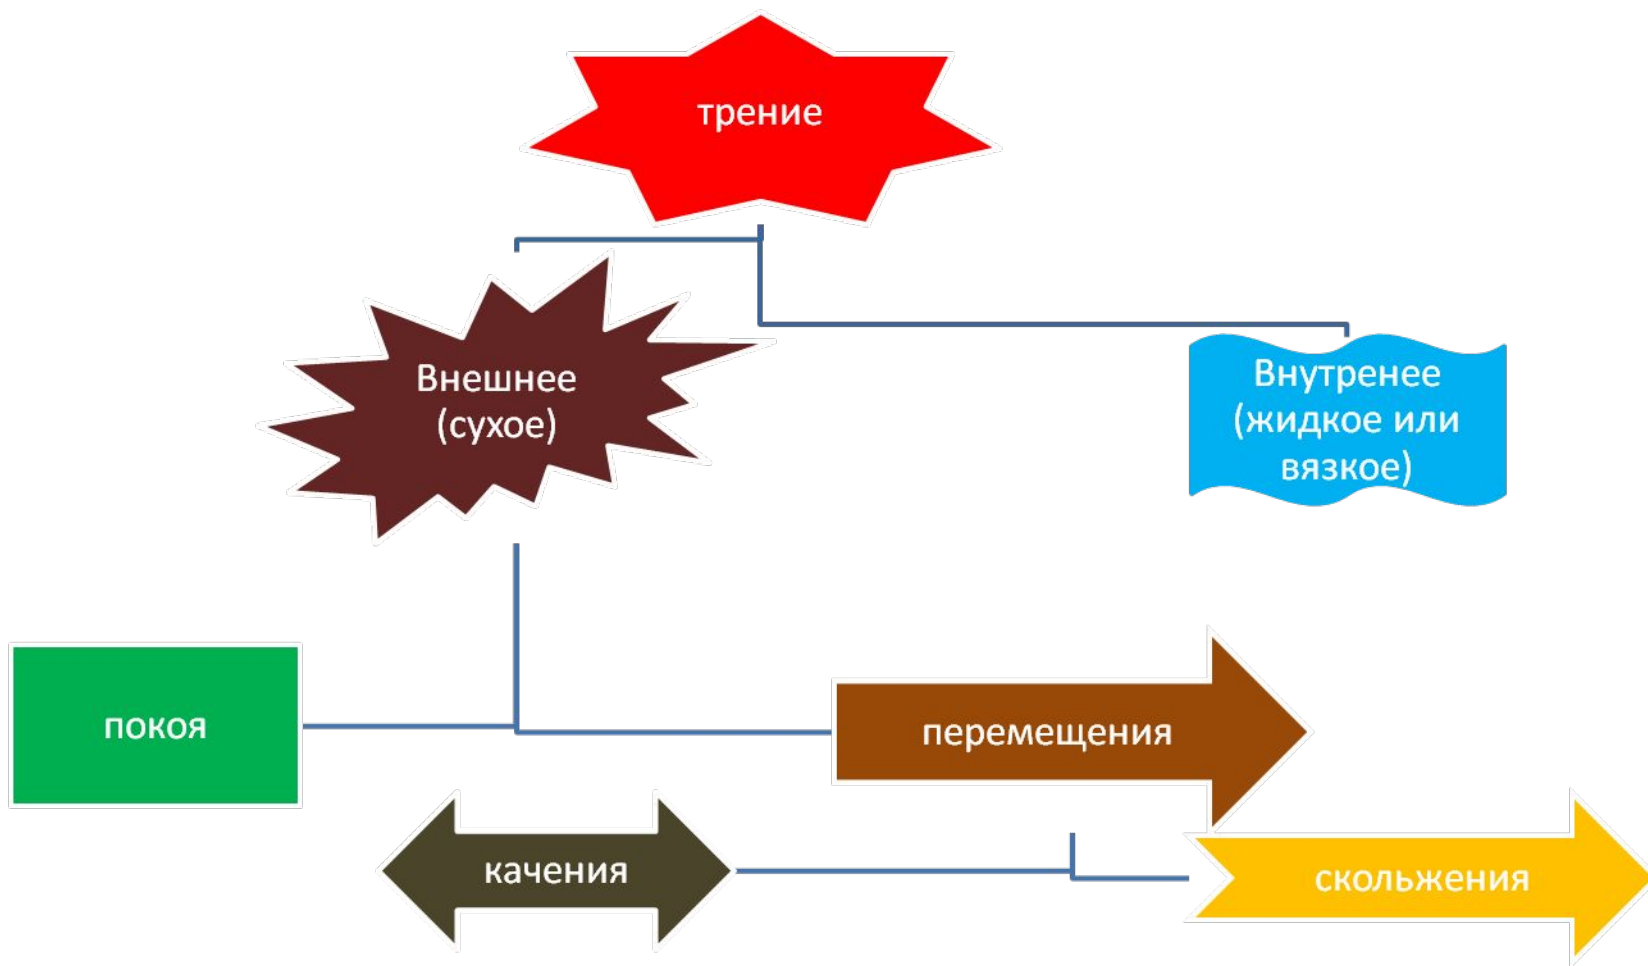 трение
Внешнее
(сухое)
Внутренее
(жидкое или
вязкое)
покоя
перемещения
качения
скольжения